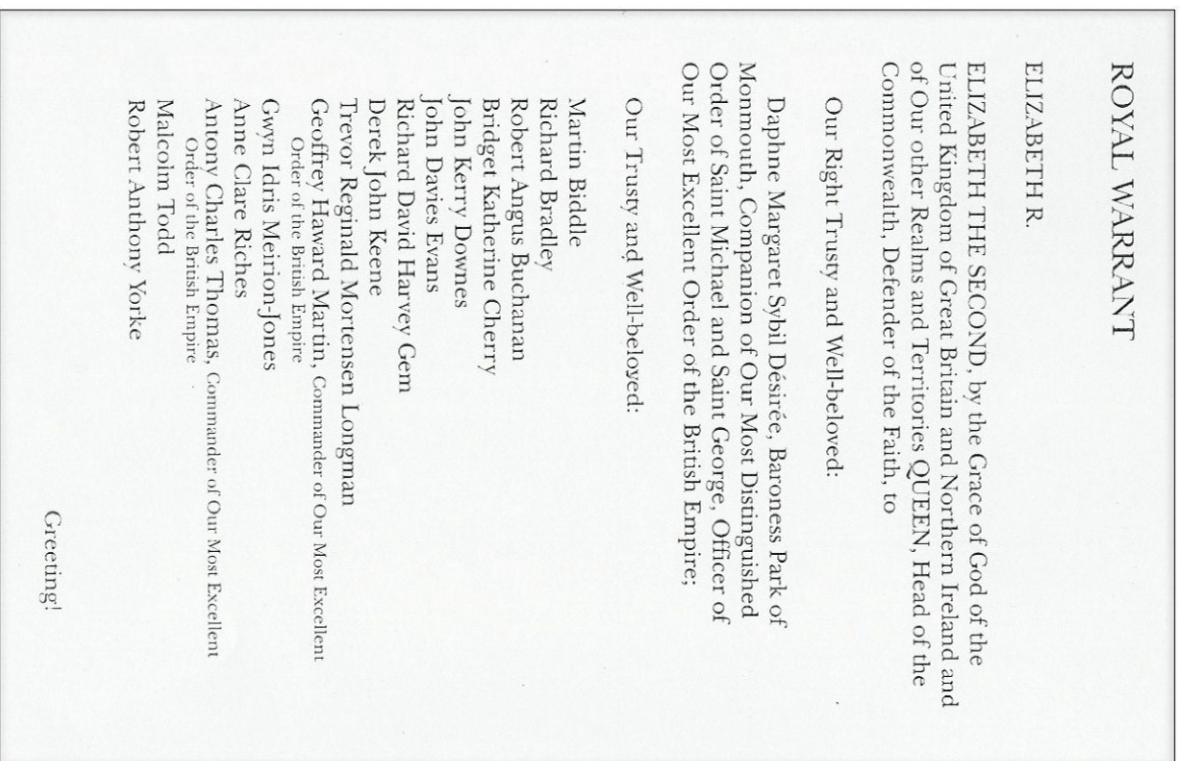 ROYAL WARRANT
ELIZABETH R.
ELIZABETH THE SECOND, by the Grace of God of the
United Kingdom of Great Britain and Northern Ireland and
of Our other Realms and Territories QUEEN, Head of the
Commonwealth, Defender of the Faith, to
Our Right Trusty and Well-beloved:
Daphne Margaret Sybil Désirée, Baroness Park of
Monmouth, Companion of Our Most Distinguished
Order of Saint Michael and Saint George, Officer of
Our Most Excellent Order of the British Empire;
Our Trusty and Well-beloved:
Martin Biddle
Richard Bradley
Robert Angus Buchanan
Bridget Katherine Cherry
John Kerry Downes
John Davies Evans
Richard David Harvey Gem
Derek John Keene
Trevor Reginald Mortensen Longman
Geoffrey Haward Martin, Commander of Our Most Excellent
Order of the British Empire
Gwyn Idris Meirion-Jones
Anne Clare Riches
Antony Charles Thomas, Commander of Our Most Excellent
Order of the British Empire
Malcolm Todd
Robert Anthony Yorke
Greeting!